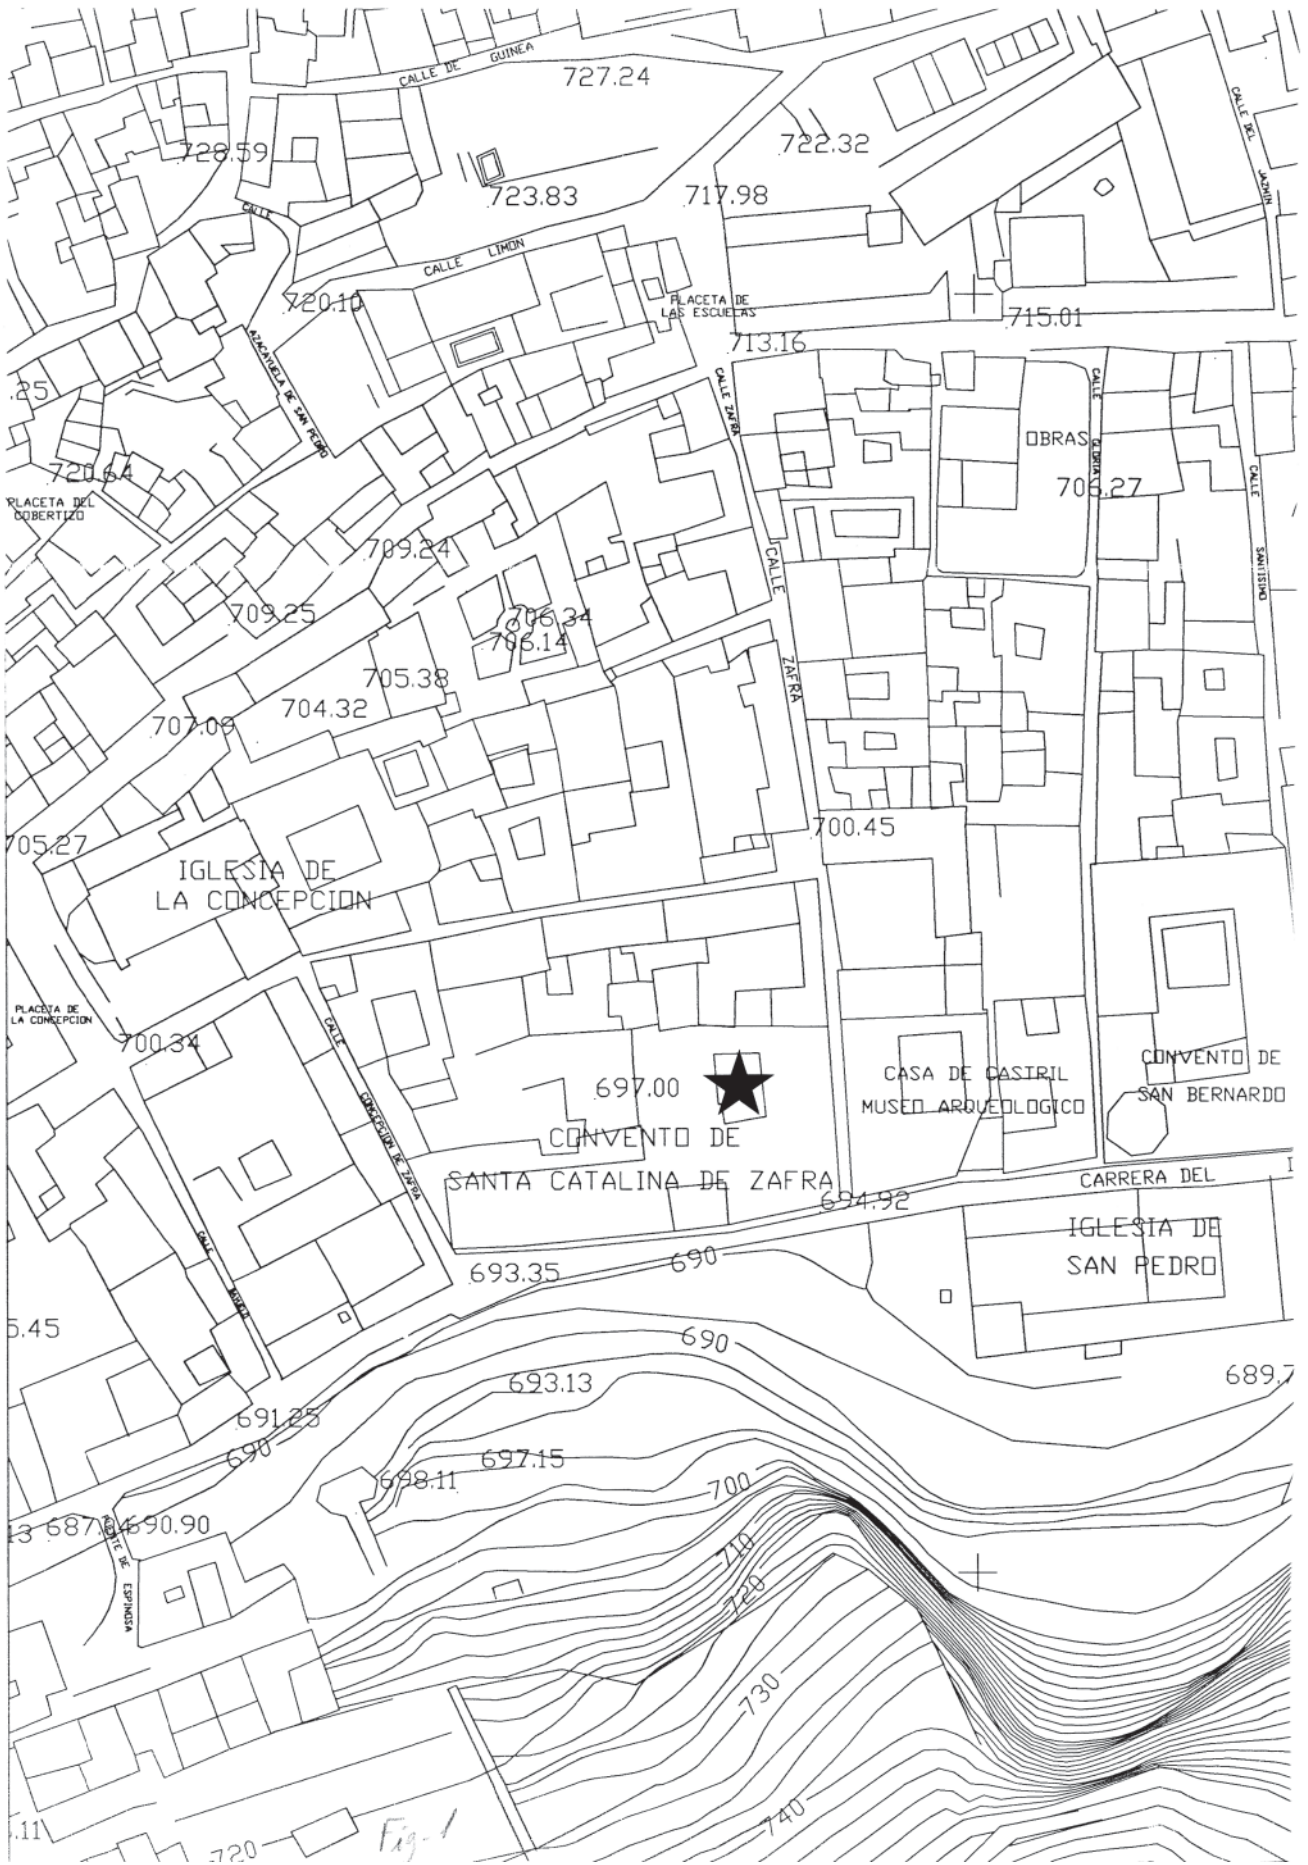 CALLE DE GUINEA
727.24
728.59
722.32
723.83
717.98
CALLE DEL
JAZMIN
CALLE
CALLE LIMON
720.10
PLACETA DE
LAS ESCUELAS
715.01
713.16
AZACAYUELA DE SAN PEDRO
.25
CALLE ZAFRA
CALLE GLORIA
OBRAS
720.64
706.27
CALLE SANTISIMO
PLACETA DEL
COBERTIZO
709.24
CALLE
709.25
706.34
706.14
ZAFRA
705.38
704.32
707.09
705.27
700.45
IGLESIA DE
LA CONCEPCION
PLACETA DE
LA CONCEPCION
700.34
CALLE
CONCEPCION DE ZAFRA
697.00
CASA DE CASTRIL
MUSEO ARQUEOLOGICO
CONVENTO DE
SAN BERNARDO
CONVENTO DE
SANTA CATALINA DE ZAFRA
694.92
CARRERA DEL
CALLE
IGLESIA DE
SAN PEDRO
690
693.35
5.45
690
693.13
689.7
691.25
690
697.15
698.11
700
13
690.90
DE ESPINOSA
710
720
730
740
.11
720
Fig-1